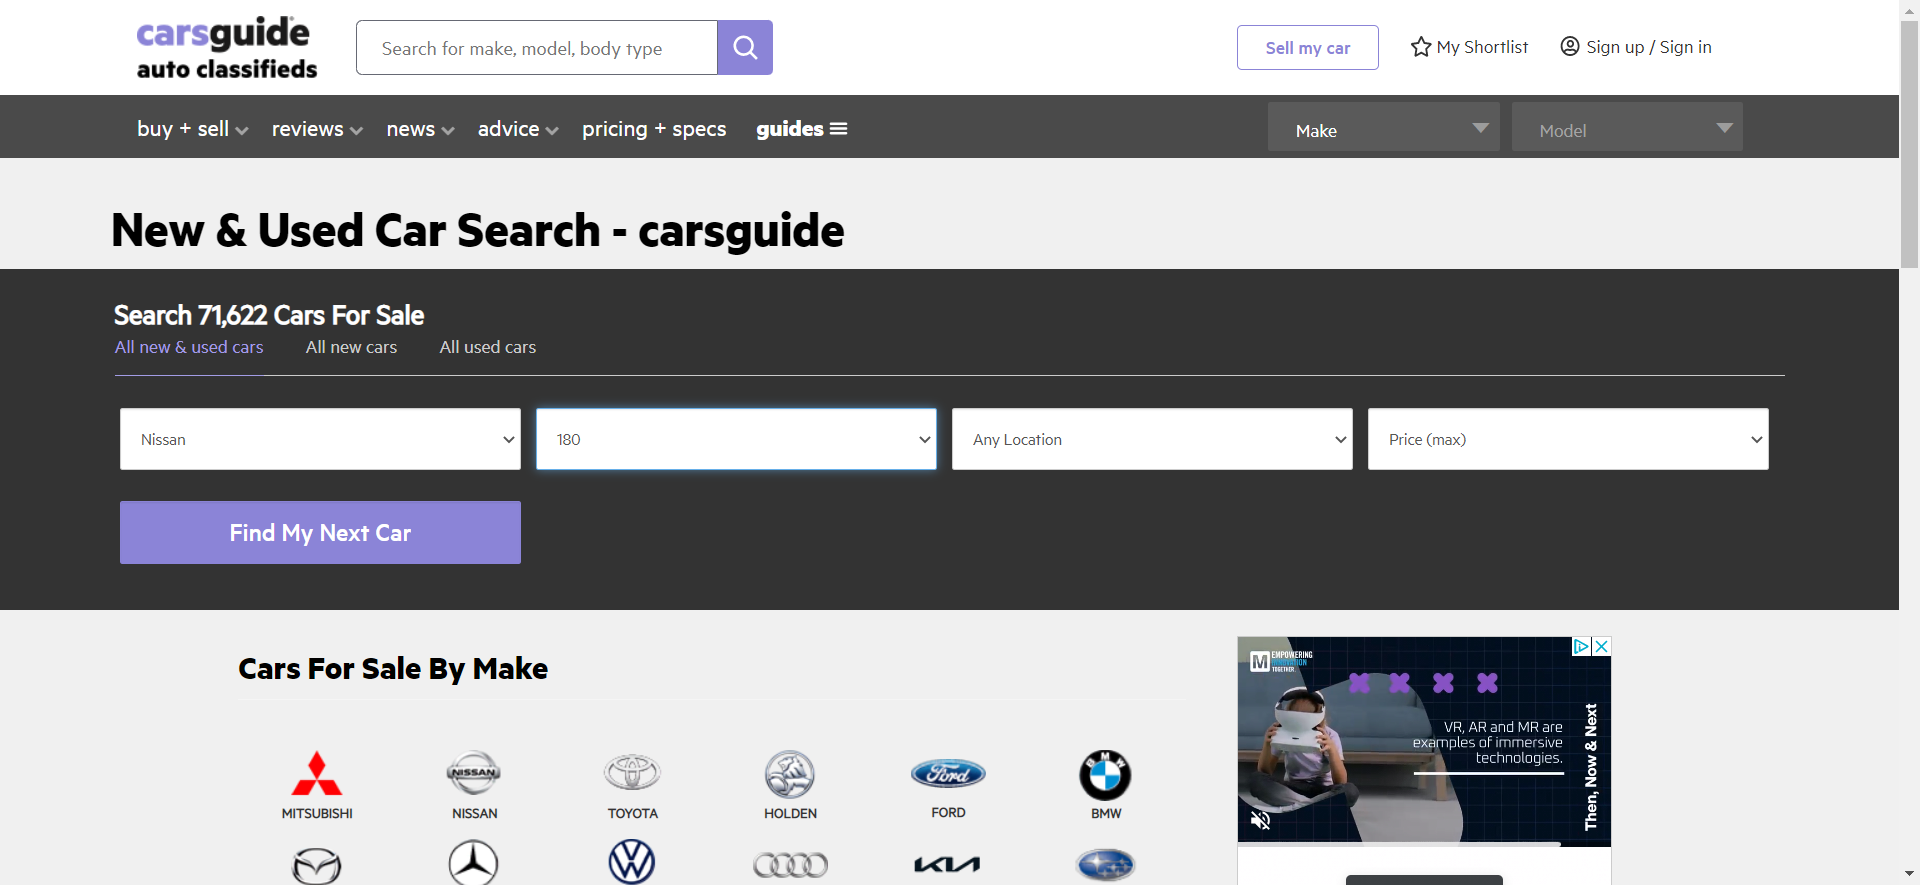 carsguide
auto classifieds
Search for make, model, body type
Sell my car
My Shortlist
Sign up / Sign in
buy + sell
reviews
news
advice
pricing + specs
guides
Make
Model
New & Used Car Search - carsguide
Search 71,622 Cars For Sale
All new & used cars
All new cars
All used cars
Nissan
180
Any Location
Price (max)
Find My Next Car
Cars For Sale By Make
NISSAN
Ford
BMW
MITSUBISHI
NISSAN
TOYOTA
HOLDEN
FORD
BMW
KIA
M EMPOWERING
INNOVATION
TOGETHER.
VR, AR and MR are
examples of immersive
technologies.
Then, Now & Next